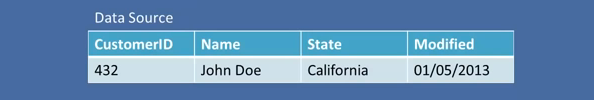 Data Source
CustomerID Name State Modified
432 John Doe California 01/05/2013